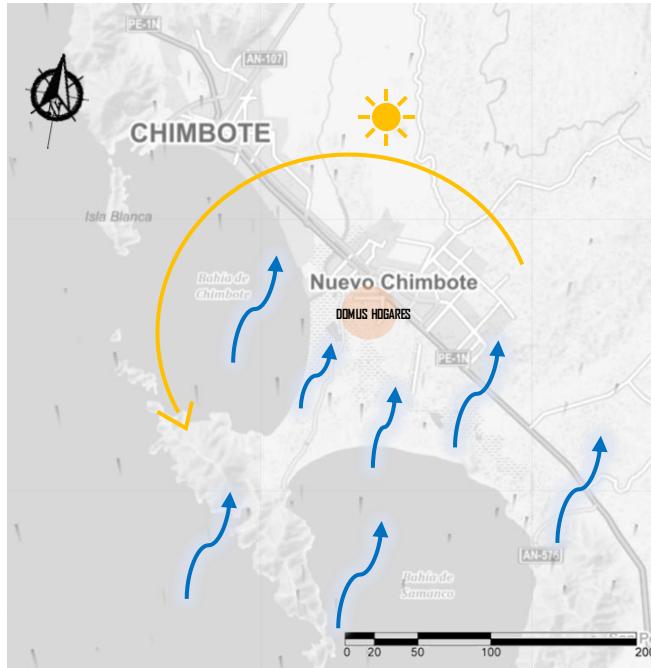 PE-1N
AN-107
N
CHIMBOTE
Isla Blanca
Bahía de
Chimbote
Nuevo Chimbote
DOMUS HOGARES
PE-1N
AN-576
Bahía de
Samanco
0 20 50 100 200